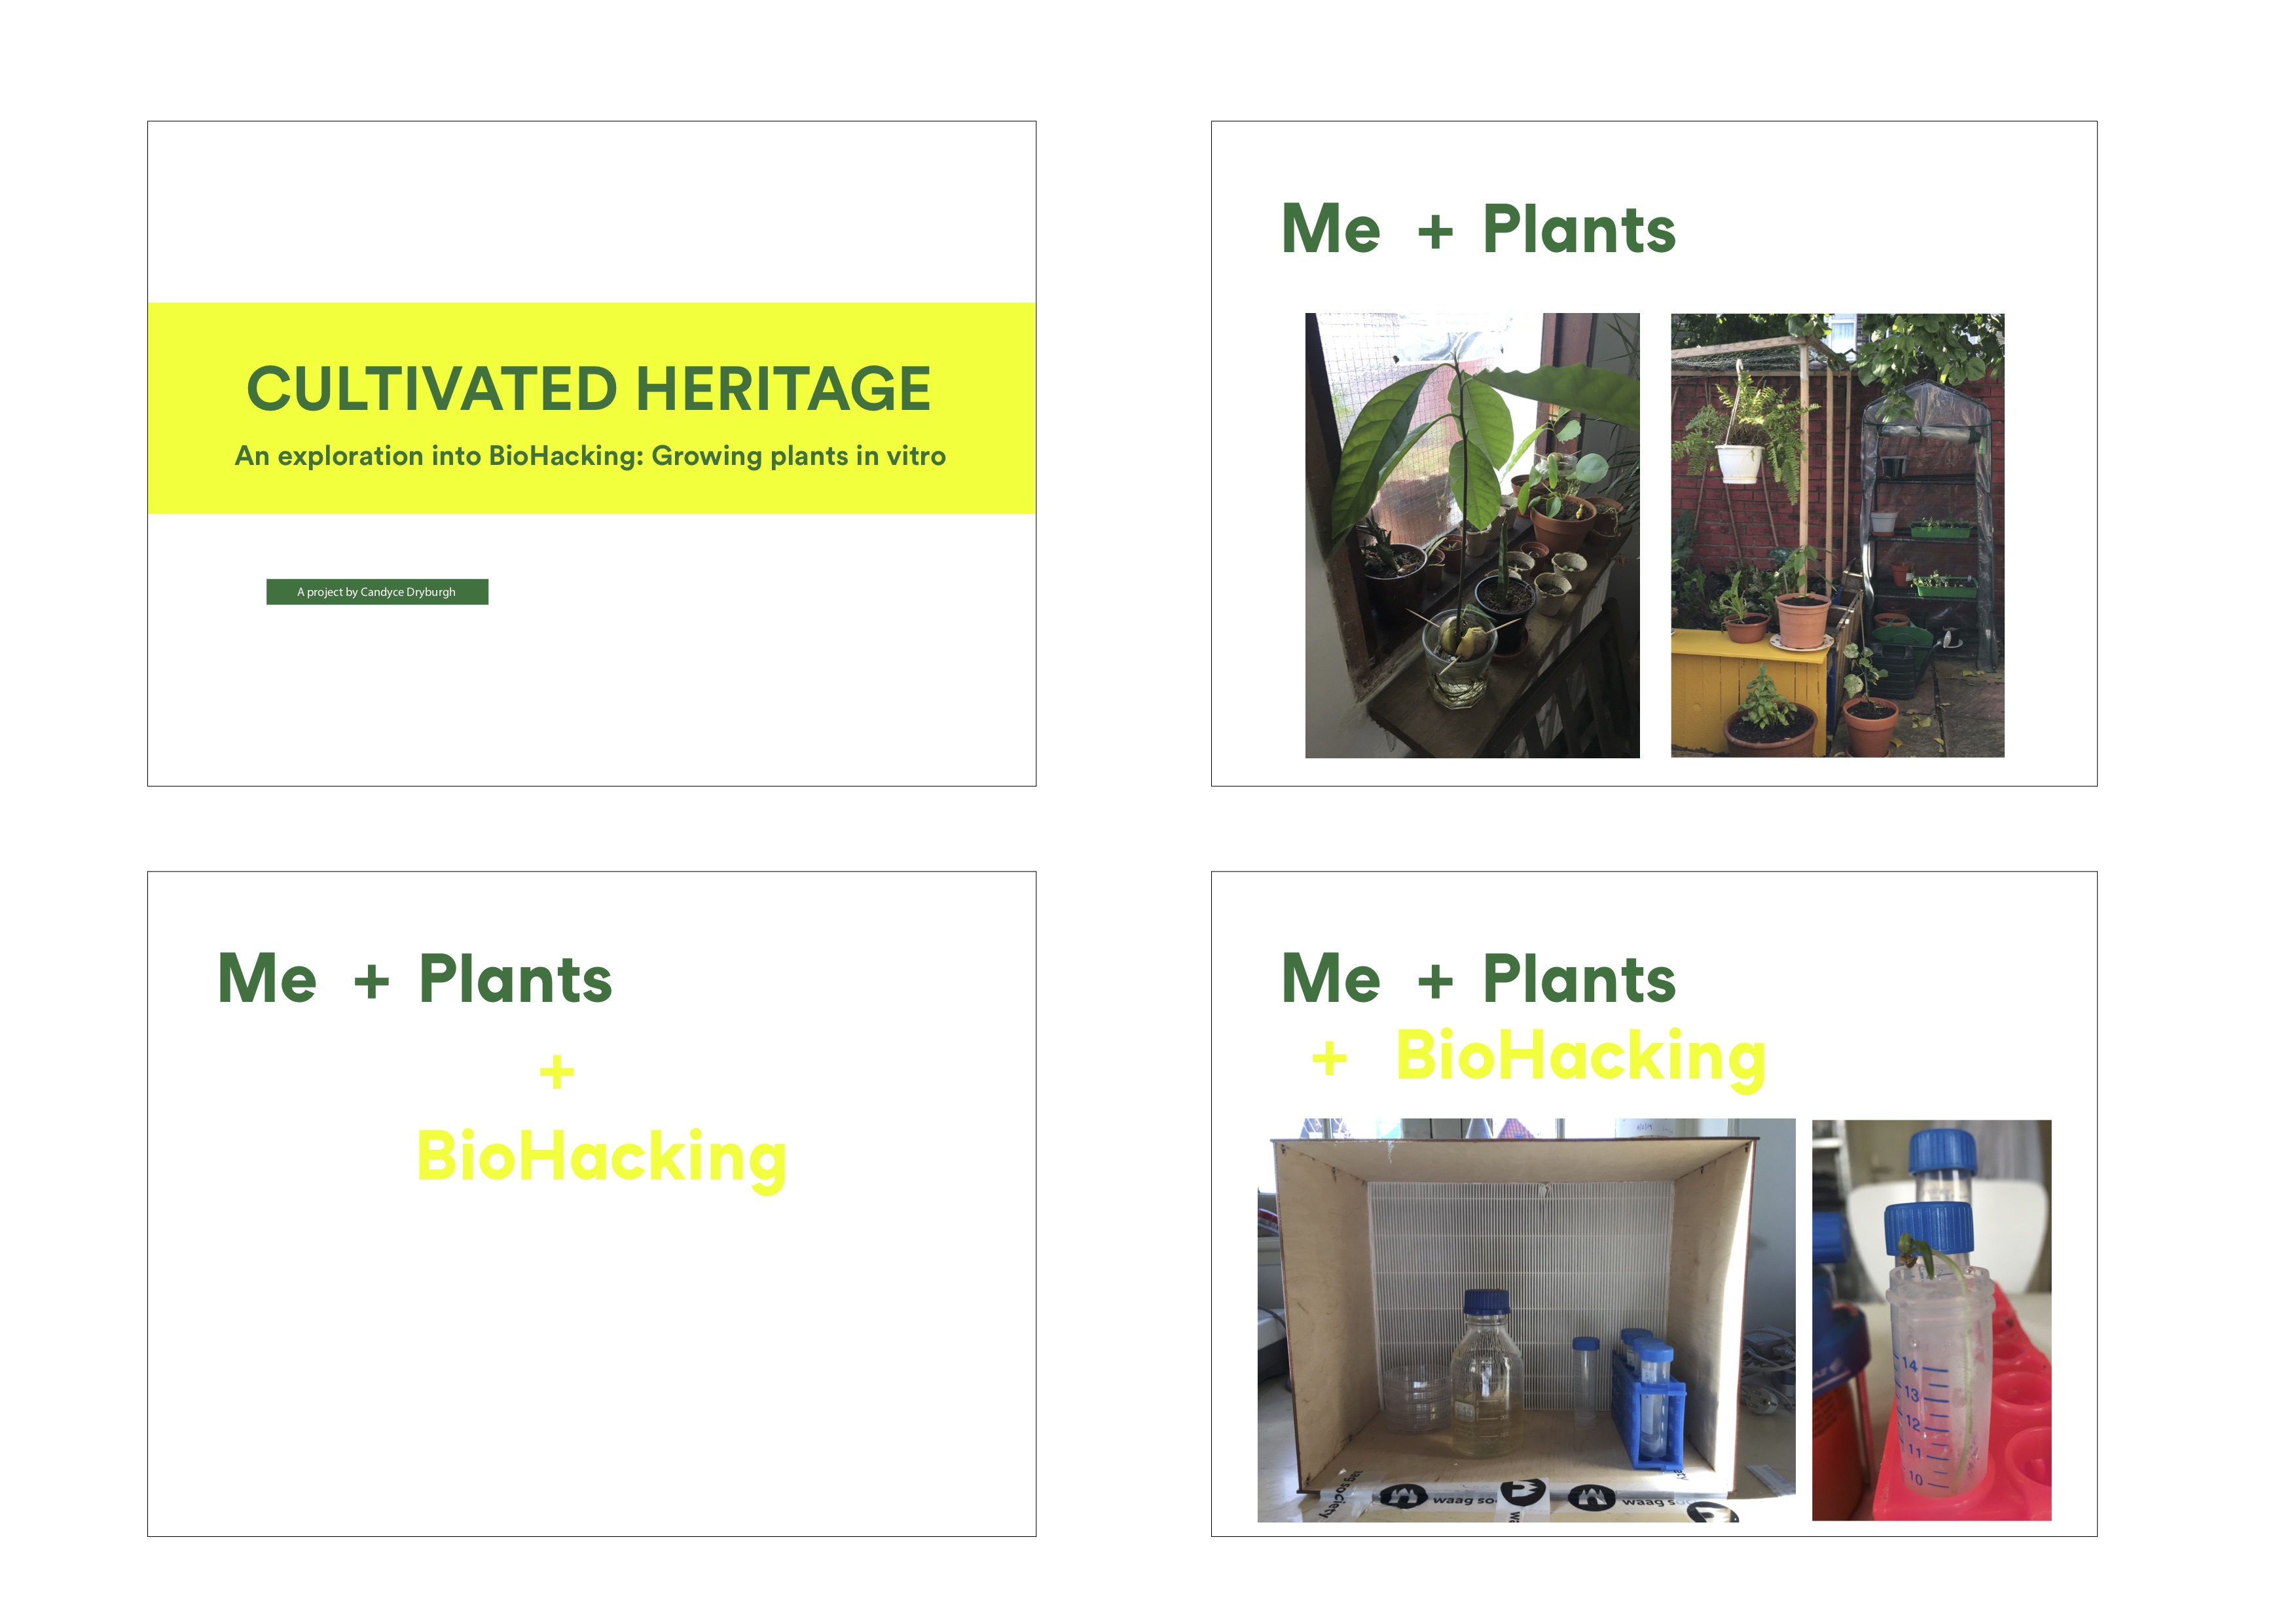 CULTIVATED HERITAGE
An exploration into BioHacking: Growing plants in vitro
A project by Candyce Dryburgh
Me + Plants
Me + Plants
+
BioHacking
Me + Plants
+ BioHacking
waag so
waag s
society
14
13
12
11
10